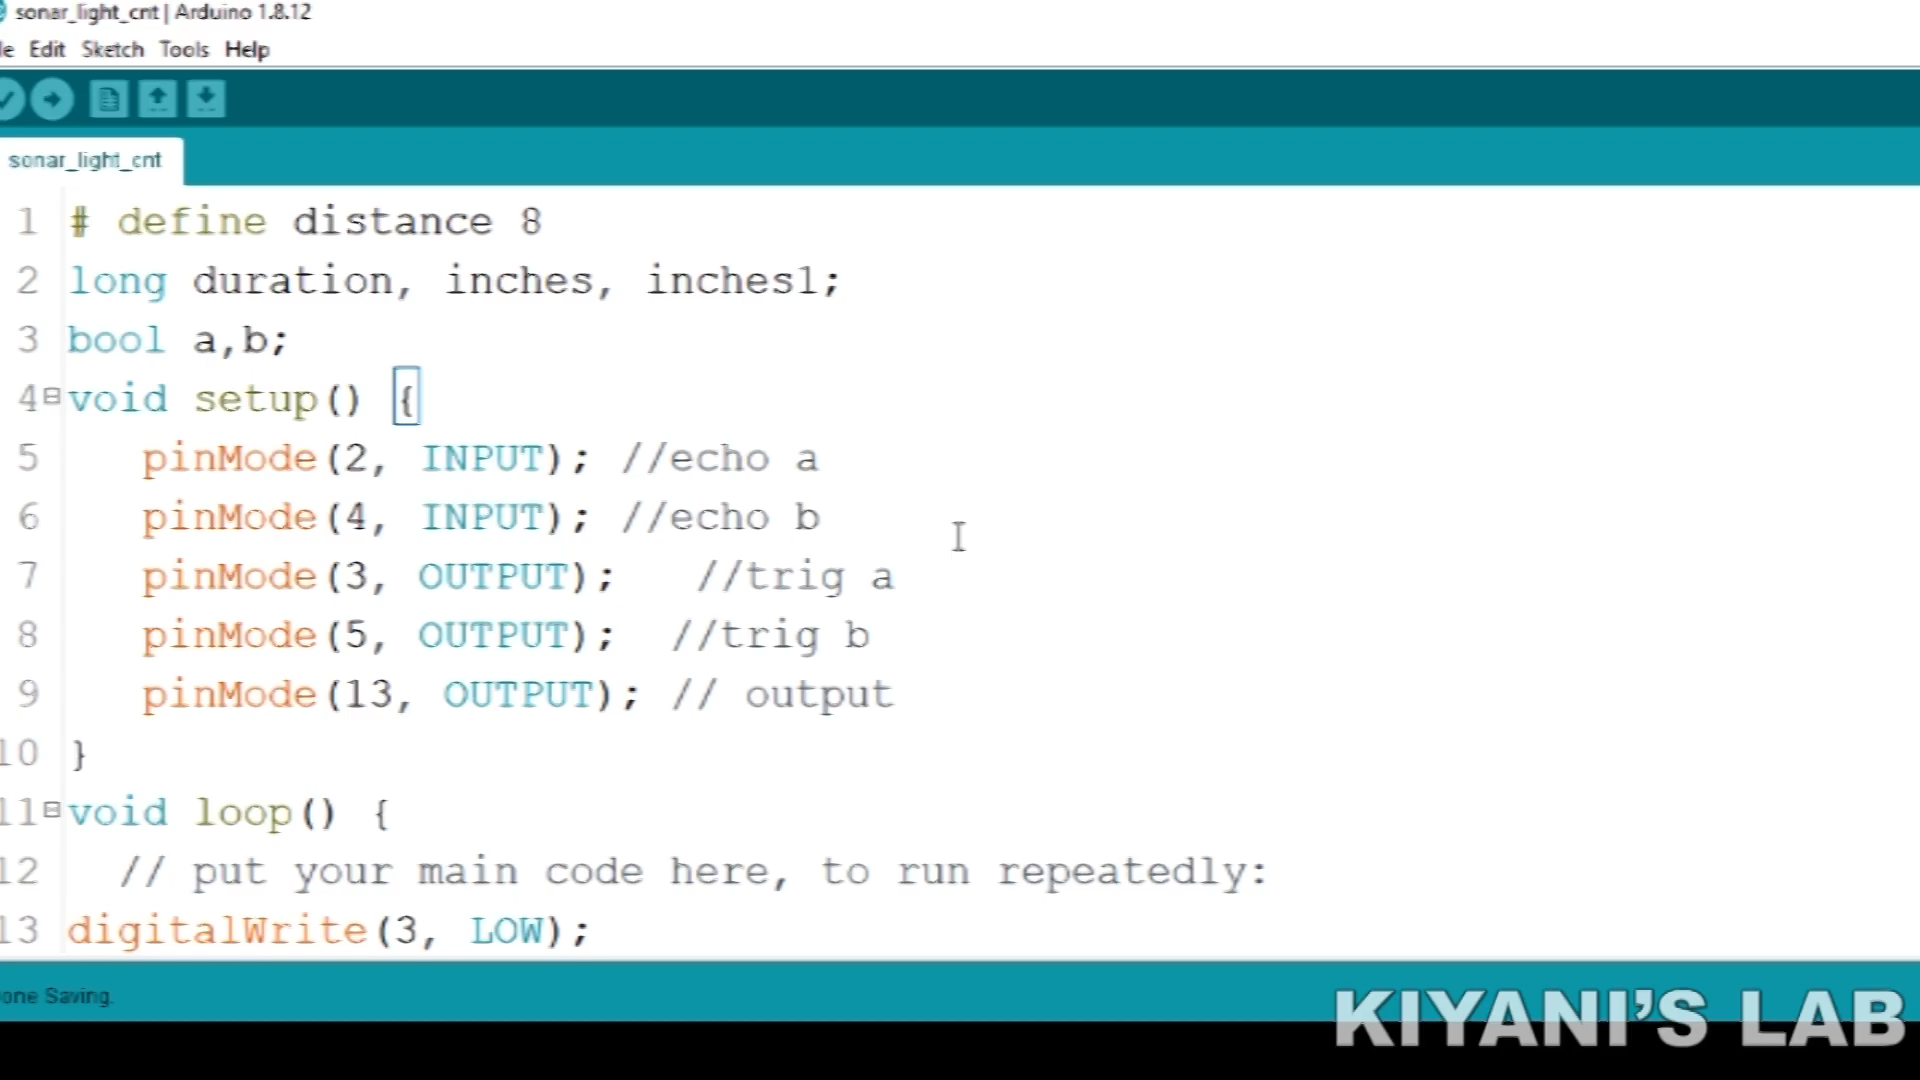 sonar_light_cnt | Arduino 1.8.12
le Edit Sketch Tools Help
sonar_light_cnt
1 # define distance 8
2 long duration, inches, inches1;
3 bool a,b;
4 void setup() {
5 pinMode(2, INPUT); //echo a
6 pinMode(4, INPUT); //echo b
7 pinMode(3, OUTPUT); //trig a
8 pinMode(5, OUTPUT); //trig b
9 pinMode(13, OUTPUT); // output
10 }
11 void loop() {
12 // put your main code here, to run repeatedly:
13 digitalWrite(3, LOW);
one Saving.
KIYANI'S LAB